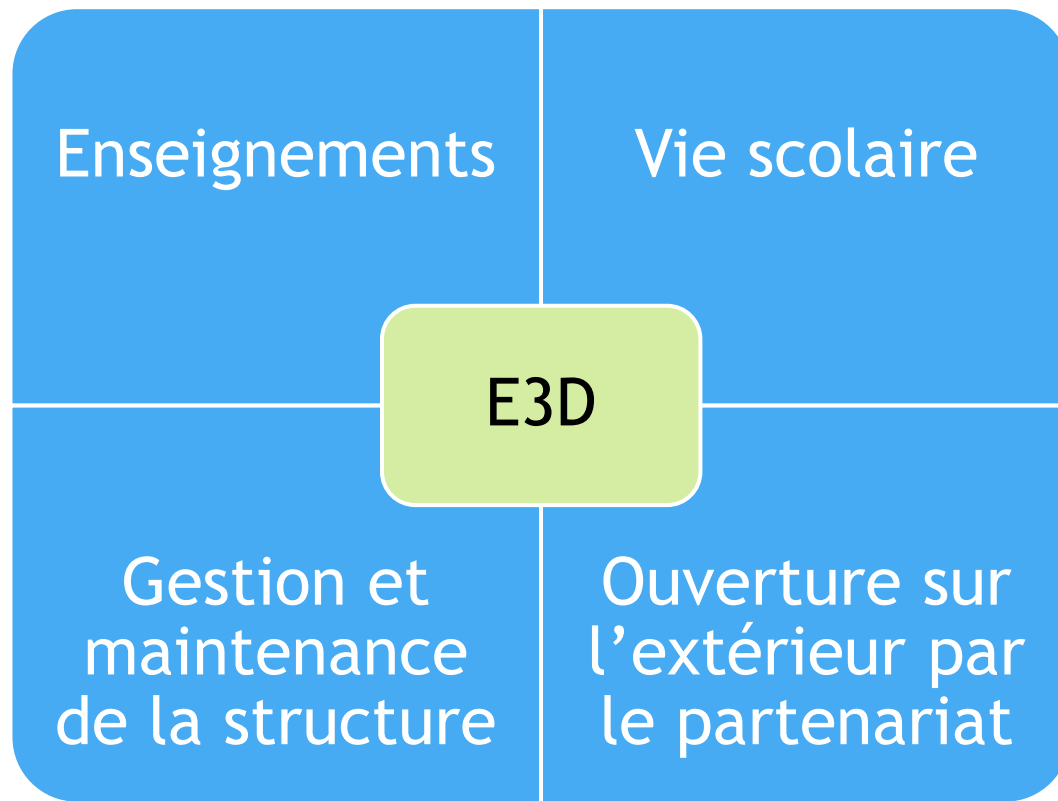 Enseignements
Vie scolaire
E3D
Gestion et
maintenance
de la structure
Ouverture sur
l’extérieur par
le partenariat